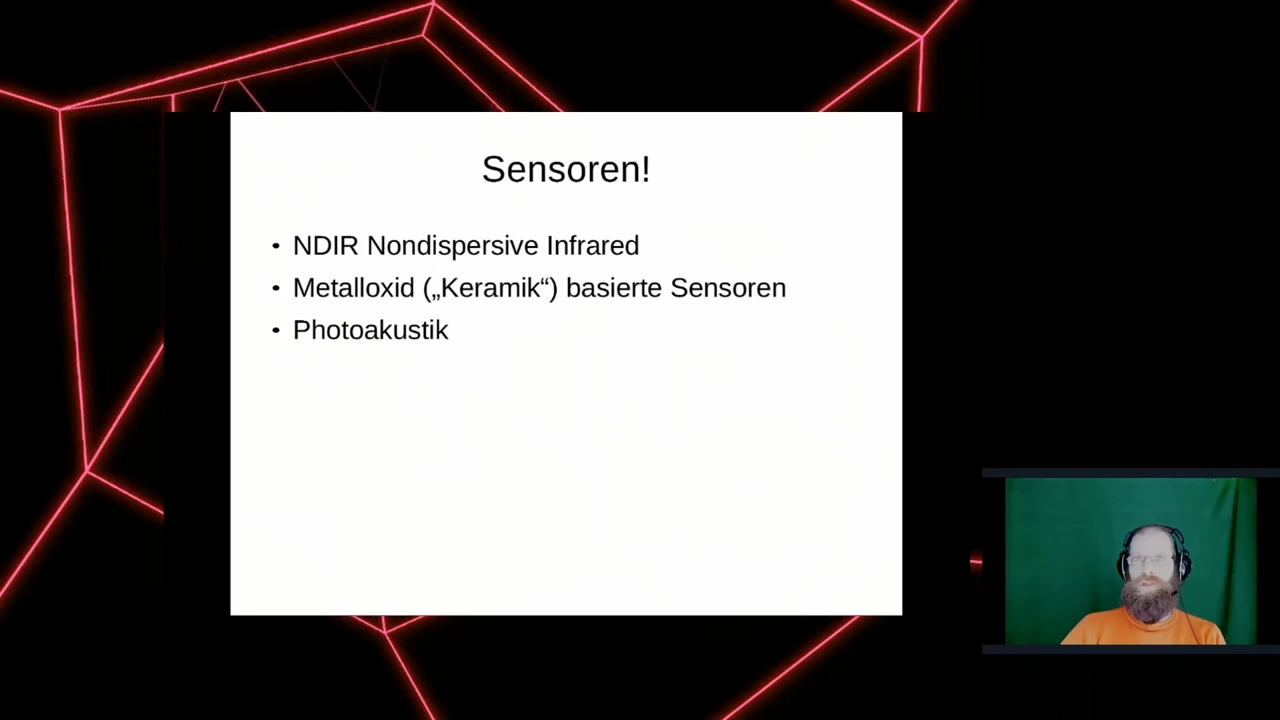 Sensoren!
• NDIR Nondispersive Infrared
• Metalloxid („Keramik“) basierte Sensoren
• Photoakustik